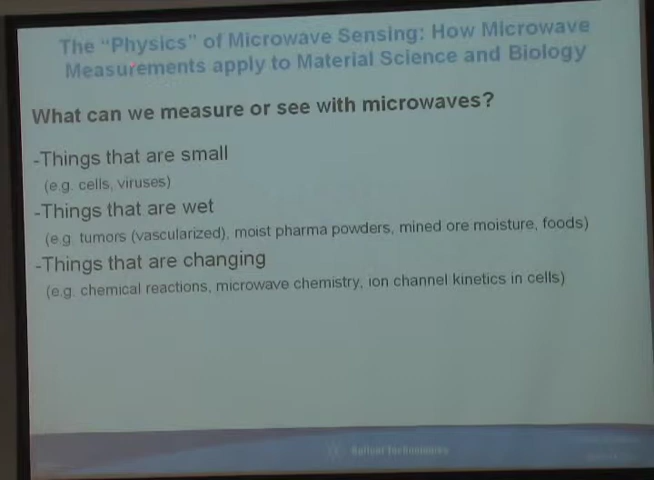 The “Physics” of Microwave Sensing: How Microwave
Measurements apply to Material Science and Biology
What can we measure or see with microwaves?
-Things that are small
(e.g. cells, viruses)
-Things that are wet
(e.g. tumors (vascularized), moist pharma powders, mined ore moisture, foods)
-Things that are changing
(e.g. chemical reactions, microwave chemistry, ion channel kinetics in cells)
Agilent Technologies